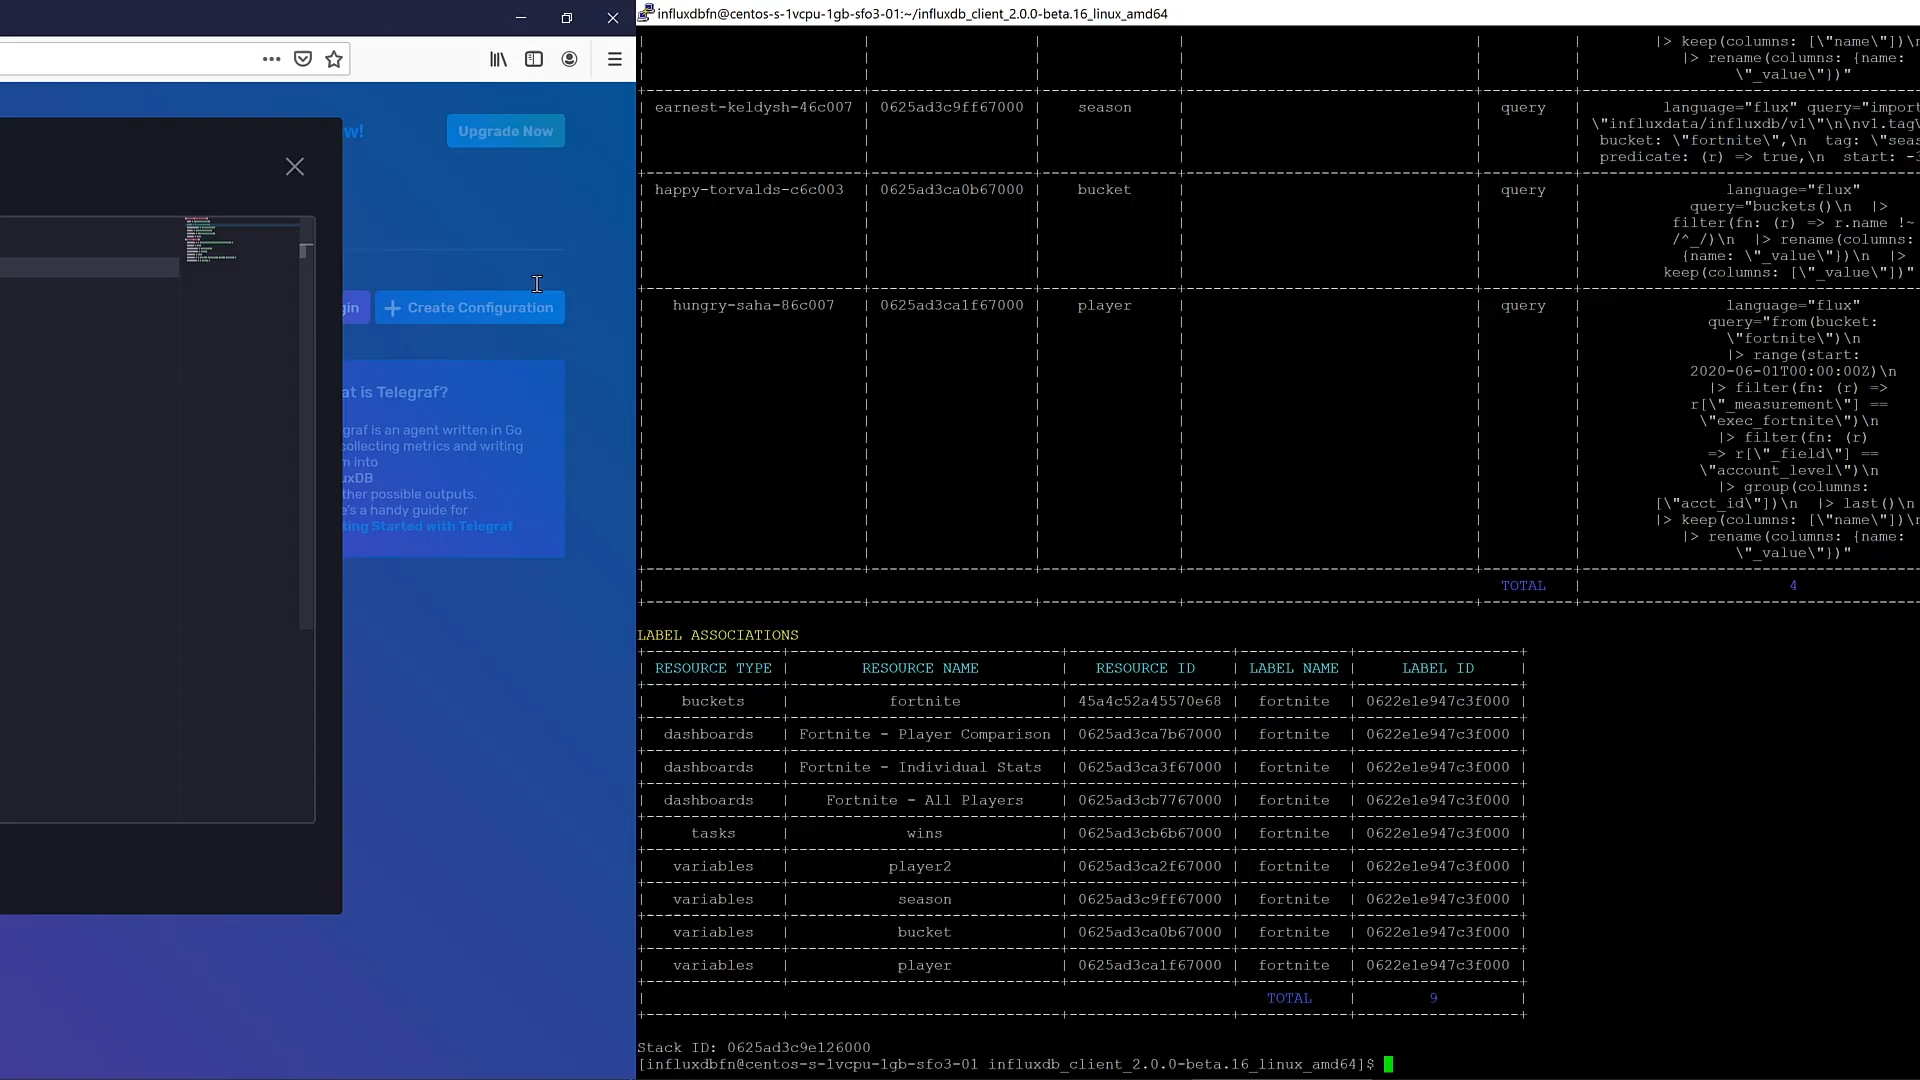 influxdbfn@centos-s-1vcpu-1gb-sfo3-01:~/influxdb_client_2.0.0-beta.16_linux_amd64
ew!
Upgrade Now
gin
Create Configuration
at is Telegraf?
graf is an agent written in Go
collecting metrics and writing
m into
uxDB
ther possible outputs.
e's a handy guide for
ting Started with Telegraf
|> keep(columns: [\"name\"])\n
|> rename(columns: {name:
\"_value\"})"
earnest-keldysh-46c007 | 0625ad3c9ff67000 | season | | query | language="flux" query="import
\"influxdata/influxdb/v1\"\n\nv1.tag
bucket: \"fortnite\",\n tag: \"seas
predicate: (r) => true,\n start: -3
happy-torvalds-c6c003 | 0625ad3ca0b67000 | bucket | | query | language="flux"
query="buckets()\n |>
filter(fn: (r) => r.name !~
/^_/)\n |> rename(columns:
{name: \"_value\"})\n |>
keep(columns: [\"_value\"])"
hungry-saha-86c007 | 0625ad3ca1f67000 | player | | query | language="flux"
query="from(bucket:
\"fortnite\")\n
|> range(start:
2020-06-01T00:00:00Z)\n
|> filter(fn: (r) =>
r[\"_measurement\"] ==
\"exec_fortnite\")\n
|> filter(fn: (r)
=> r[\"_field\"] ==
\"account_level\")\n
|> group(columns:
[\"acct_id\"])\n |> last()\n
|> keep(columns: [\"name\"])\n
|> rename(columns: {name:
\"_value\"})"
TOTAL | 4
LABEL ASSOCIATIONS
| RESOURCE TYPE | RESOURCE NAME | RESOURCE ID | LABEL NAME | LABEL ID |
| buckets | fortnite | 45a4c52a45570e68 | fortnite | 0622e1e947c3f000 |
| dashboards | Fortnite - Player Comparison | 0625ad3ca7b67000 | fortnite | 0622e1e947c3f000 |
| dashboards | Fortnite - Individual Stats | 0625ad3ca3f67000 | fortnite | 0622e1e947c3f000 |
| dashboards | Fortnite - All Players | 0625ad3cb7767000 | fortnite | 0622e1e947c3f000 |
| tasks | wins | 0625ad3cb6b67000 | fortnite | 0622e1e947c3f000 |
| variables | player2 | 0625ad3ca2f67000 | fortnite | 0622e1e947c3f000 |
| variables | season | 0625ad3c9ff67000 | fortnite | 0622e1e947c3f000 |
| variables | bucket | 0625ad3ca0b67000 | fortnite | 0622e1e947c3f000 |
| variables | player | 0625ad3ca1f67000 | fortnite | 0622e1e947c3f000 |
TOTAL | 9
Stack ID: 0625ad3c9e126000
[influxdbfn@centos-s-1vcpu-1gb-sfo3-01 influxdb_client_2.0.0-beta.16_linux_amd64]$